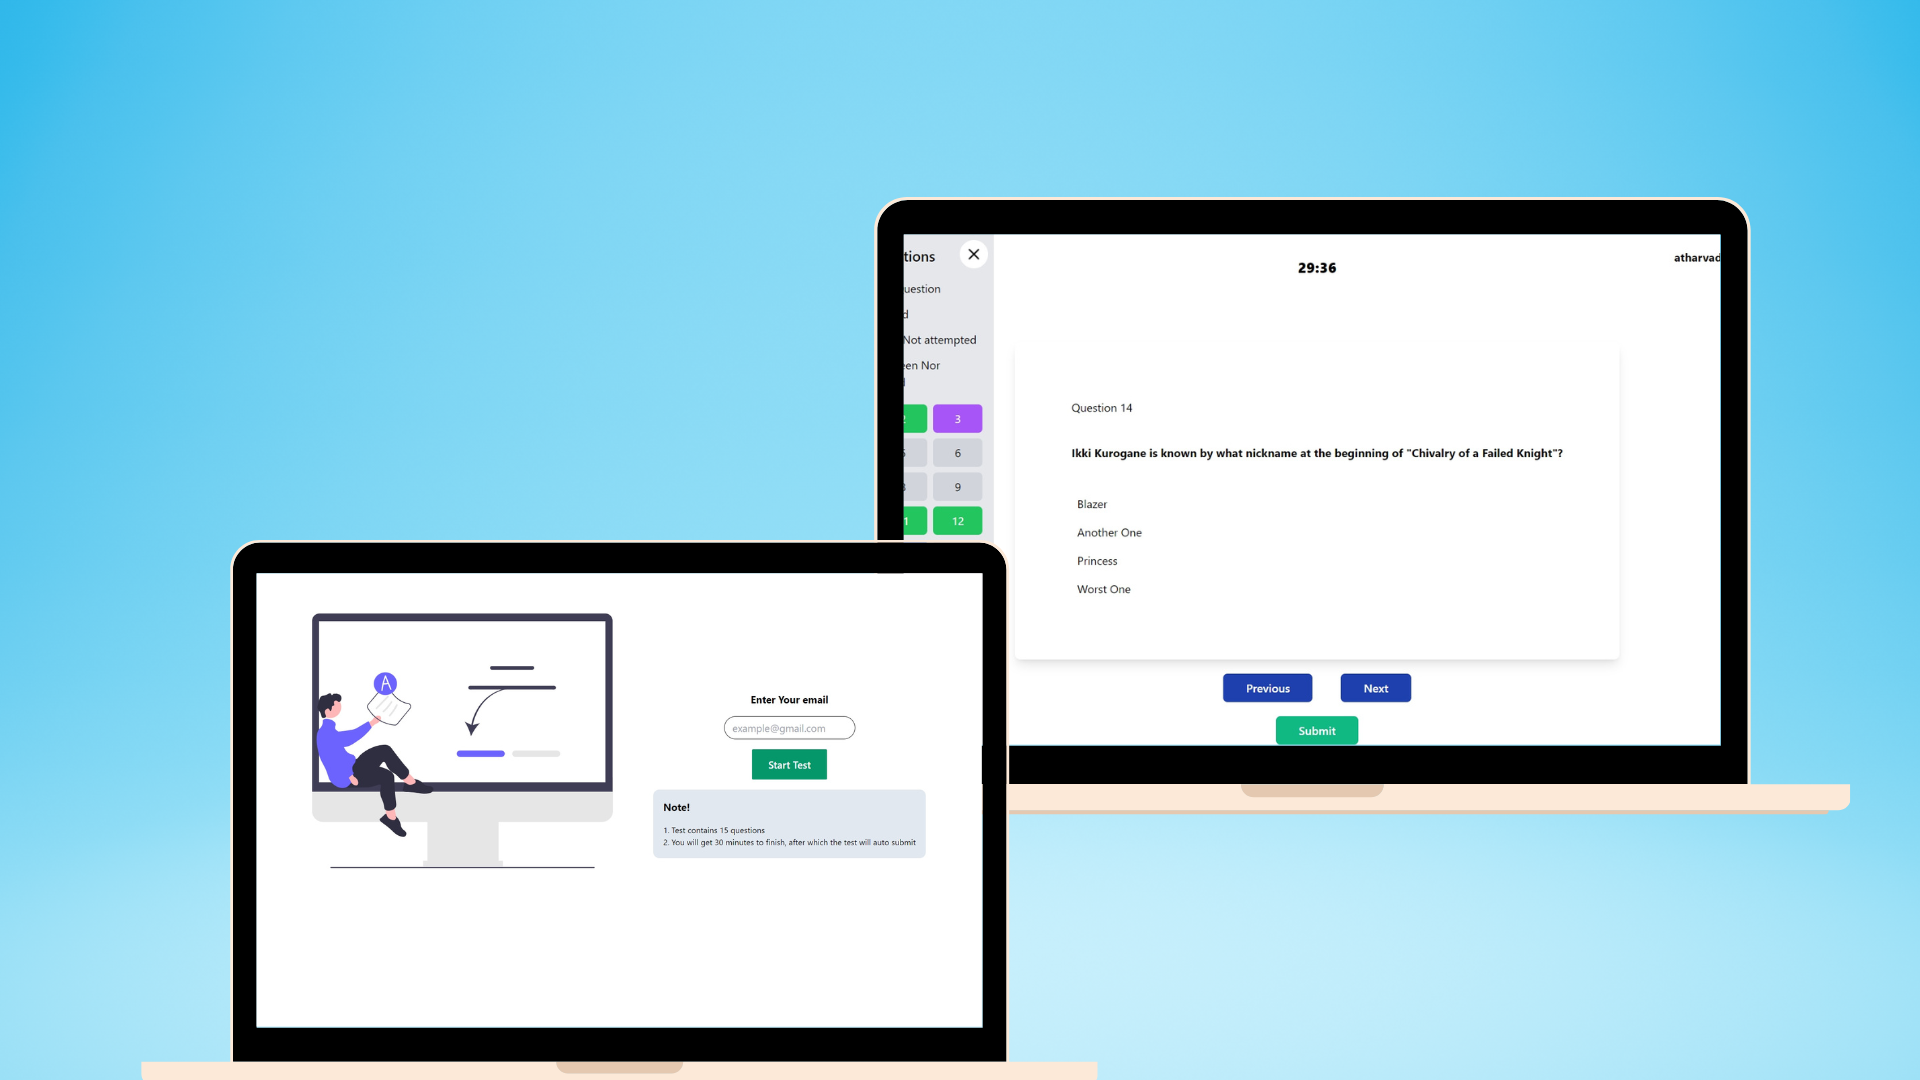 tions
uestion
d
Not attempted
een Nor
3
6
9
12
29:36
atharvad
Question 14
Ikki Kurogane is known by what nickname at the beginning of "Chivalry of a Failed Knight"?
Blazer
Another One
Princess
Worst One
Previous
Next
Submit
A
Enter Your email
example@gmail.com
Start Test
Note!
1. Test contains 15 questions
2. You will get 30 minutes to finish, after which the test will auto submit